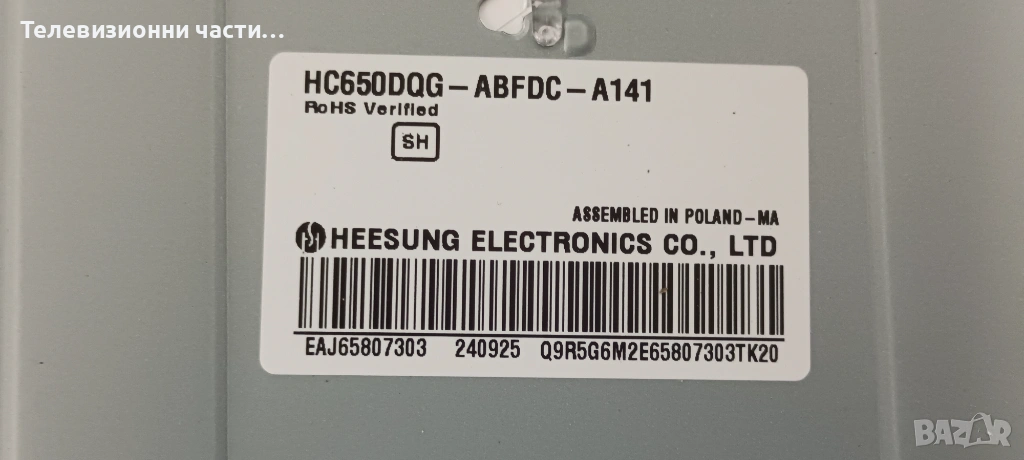 Телевизионни части...
HC650DQG-ABFDC-A141
RoHS Verified
SH
ASSEMBLED IN POLAND-MA
HEESUNG ELECTRONICS CO., LTD
EAJ65807303 240925 Q9R5G6M2E65807303TK20
BAZAR